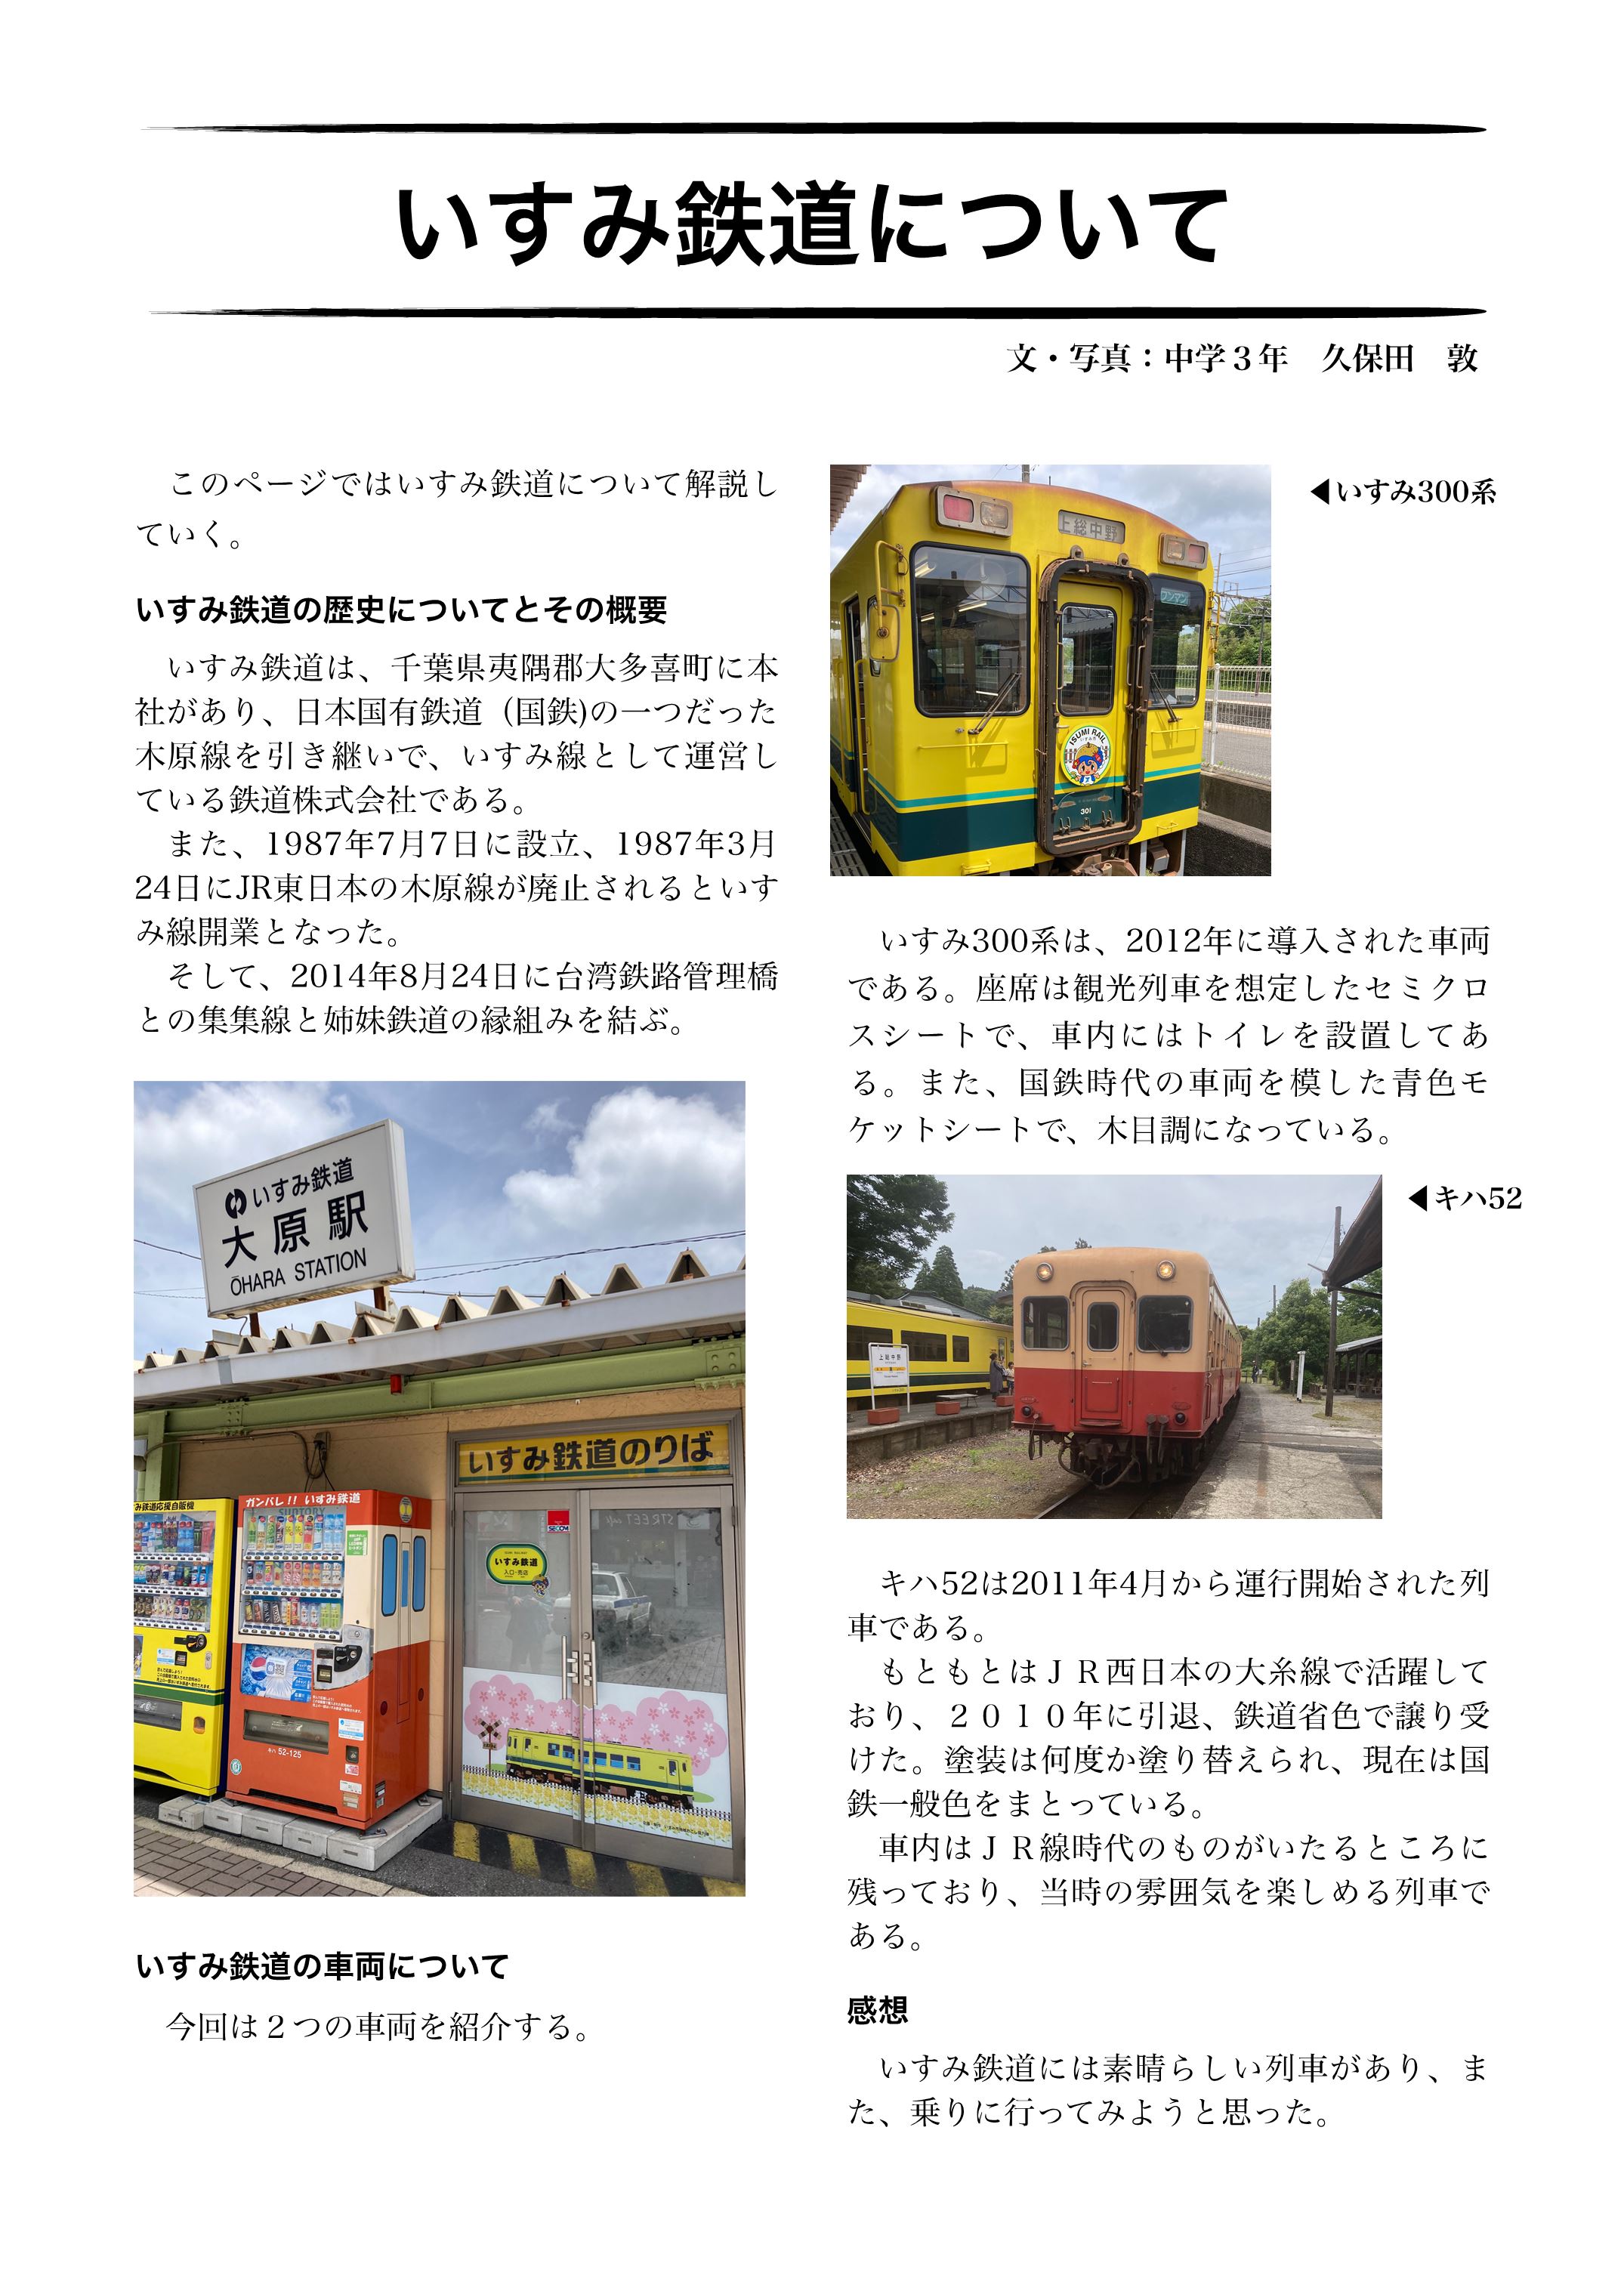 いすみ鉄道について
文・写真：中学３年　久保田　敦
このページではいすみ鉄道について解説し
ていく。
いすみ鉄道の歴史についてとその概要
いすみ鉄道は、千葉県夷隅郡大多喜町に本
社があり、日本国有鉄道（国鉄)の一つだった
木原線を引き継いで、いすみ線として運営し
ている鉄道株式会社である。
また、1987年7月7日に設立、1987年3月
24日にJR東日本の木原線が廃止されるといす
み線開業となった。
そして、2014年8月24日に台湾鉄路管理橋
との集集線と姉妹鉄道の縁組みを結ぶ。
いすみ鉄道
大原駅
ŌHARA STATION
いすみ鉄道のりば
み鉄道応援自販機
ガンバレ!! いすみ鉄道
SUNTORY
SECOM
いすみ鉄道
入口・売店
キハ 52-125
いすみ鉄道の車両について
今回は２つの車両を紹介する。
◀いすみ300系
上総中野
ワンマン
ISUMI RAIL
301
いすみ300系は、2012年に導入された車両
である。座席は観光列車を想定したセミクロ
スシートで、車内にはトイレを設置してあ
る。また、国鉄時代の車両を模した青色モ
ケットシートで、木目調になっている。
◀キハ52
上総中野
キハ52は2011年4月から運行開始された列
車である。
もともとはＪＲ西日本の大糸線で活躍して
おり、２０１０年に引退、鉄道省色で譲り受
けた。塗装は何度か塗り替えられ、現在は国
鉄一般色をまとっている。
車内はＪＲ線時代のものがいたるところに
残っており、当時の雰囲気を楽しめる列車で
ある。
感想
いすみ鉄道には素晴らしい列車があり、ま
た、乗りに行ってみようと思った。